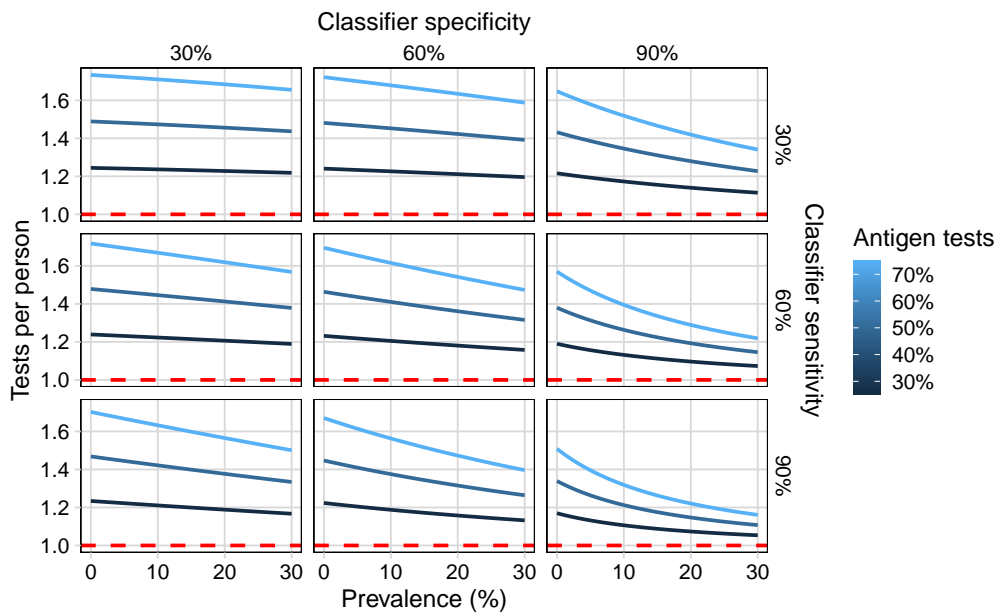 Classifier specificity
30% 60% 90%
Tests per person
1.6
1.4
1.2
1.0
30%
1.6
1.4
1.2
1.0
60%
1.6
1.4
1.2
1.0
90%
Classifier sensitivity
0 10 20 30 0 10 20 30 0 10 20 30
Prevalence (%)
Antigen tests
70%
60%
50%
40%
30%